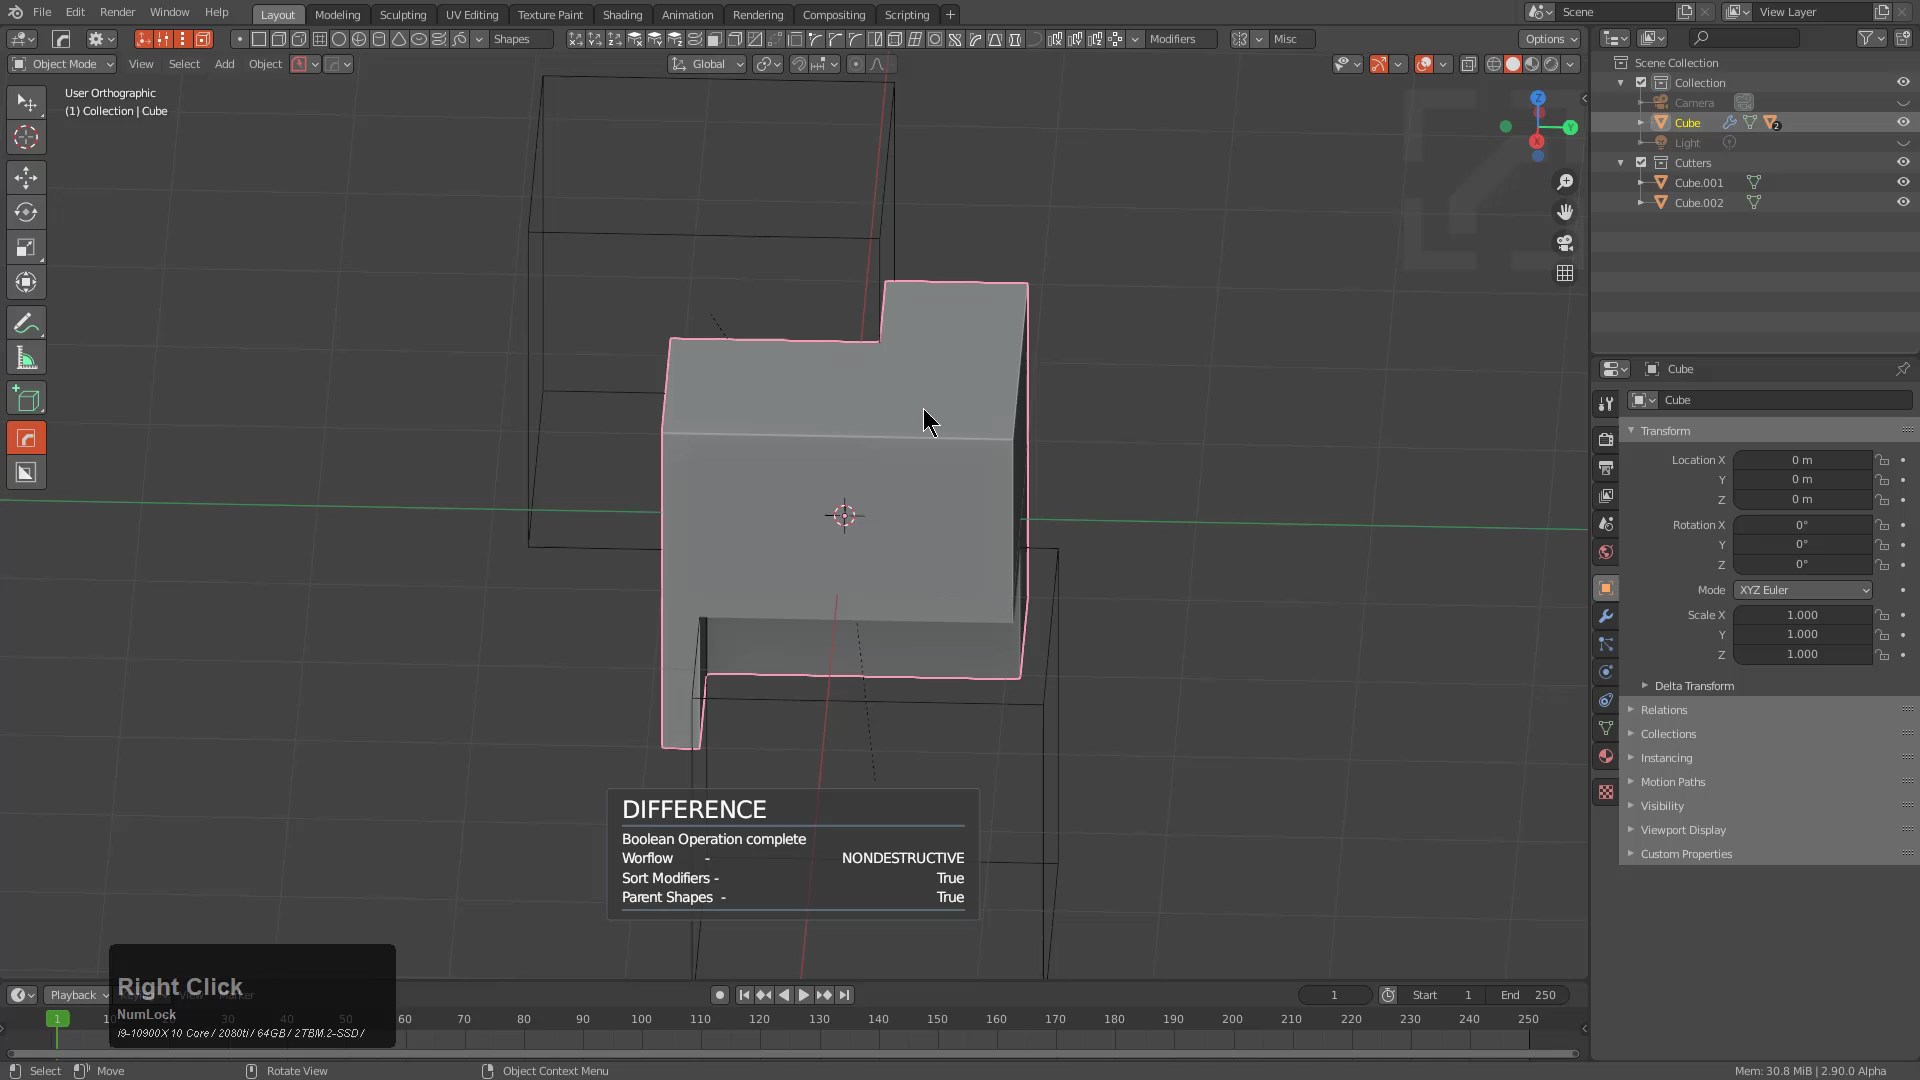 File Edit Render Window Help Layout Modeling Sculpting UV Editing Texture Paint Shading Animation Rendering Compositing Scripting + Scene View Layer
Shapes Modifiers Misc Options
Object Mode View Select Add Object Global
User Orthographic
(1) Collection | Cube
Z
Y
X
Scene Collection
Collection
Camera
Cube 2
Light
Cutters
Cube.001
Cube.002
Cube
Cube
Transform
Location X 0 m
Y 0 m
Z 0 m
Rotation X 0°
Y 0°
Z 0°
Mode XYZ Euler
Scale X 1.000
Y 1.000
Z 1.000
Delta Transform
Relations
Collections
Instancing
Motion Paths
Visibility
Viewport Display
Custom Properties
DIFFERENCE
Boolean Operation complete
Worflow - NONDESTRUCTIVE
Sort Modifiers - True
Parent Shapes - True
Right Click
NumLock
i9-10900X 10 Core / 2080ti / 64GB / 2TBM.2-SSD /
Playback 1 Start 1 End 250
1 30 40 50 60 70 80 90 100 110 120 130 140 150 160 170 180 190 200 210 220 230 240 250
Select Move Rotate View Object Context Menu Mem: 30.8 MiB | 2.90.0 Alpha